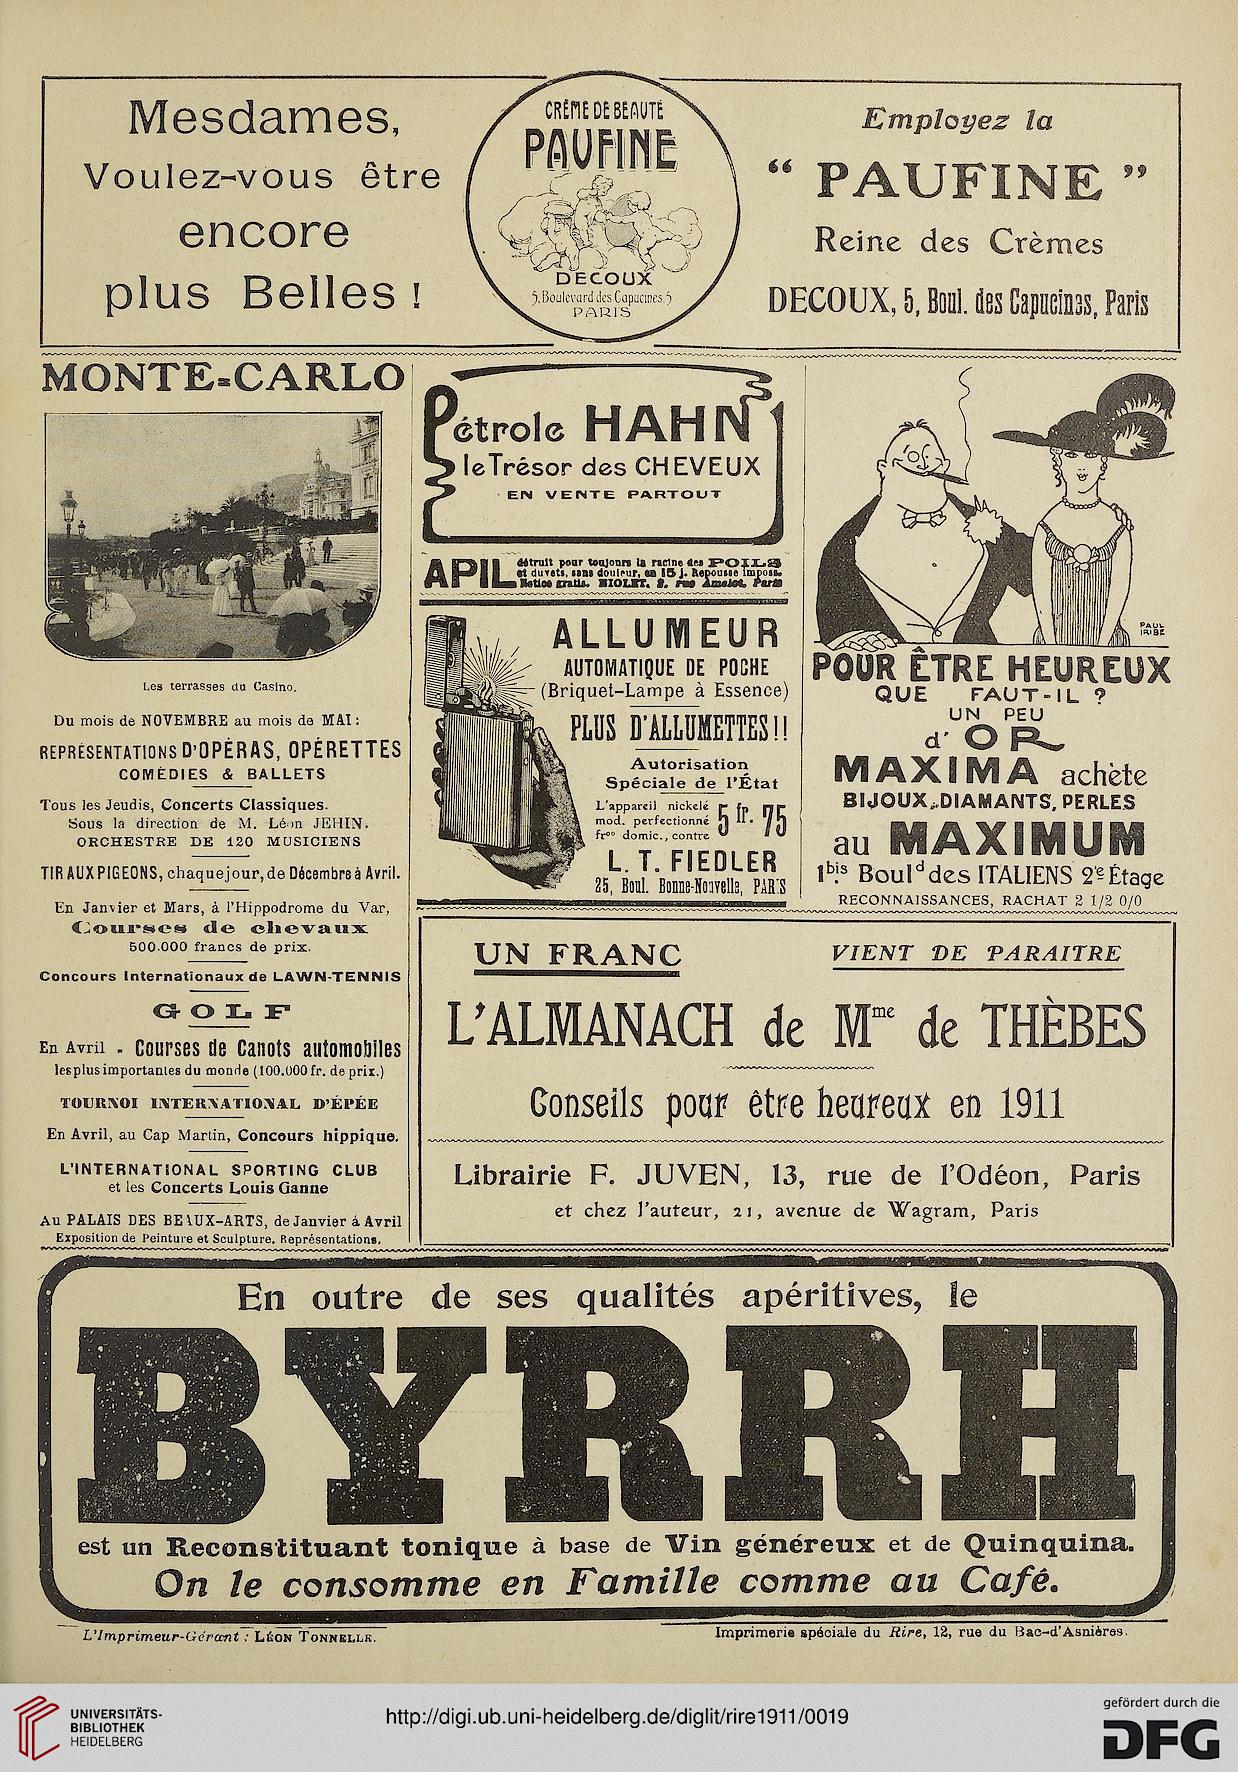 Mesdames,
Voulez-vous être
encore
plus Belles !
CRÊME DE BEAUTÉ
PAUFINE
DECOUX
5, Boulevard des Capucines, 5
PARIS
Employez la
“ PAUFINE ”
Reine des Crèmes
DECOUX, 5, Boul. des Capucines, Paris
MONTE-CARLO
Les terrasses du Casino.
Du mois de NOVEMBRE au mois de MAI :
REPRÉSENTATIONS D'OPÉRAS, OPÉRETTES
COMÉDIES & BALLETS
Tous les Jeudis, Concerts Classiques.
Sous la direction de M. Léon JEHIN.
ORCHESTRE DE 120 MUSICIENS
TIR AUX PIGEONS, chaque jour, de Décembre à Avril.
En Janvier et Mars, à l'Hippodrome du Var,
Courses de chevaux
500.000 francs de prix.
Concours Internationaux de LAWN-TENNIS
GOLF
En Avril - Courses de Canots automobiles
les plus importantes du monde (100.000 fr. de prix.)
TOURNOI INTERNATIONAL D'ÉPÉE
En Avril, au Cap Martin, Concours hippique.
L'INTERNATIONAL SPORTING CLUB
et les Concerts Louis Ganne
Au PALAIS DES BEAUX-ARTS, de Janvier à Avril
Exposition de Peinture et Sculpture. Représentations.
Pétrole HAHN
le Trésor des CHEVEUX
EN VENTE PARTOUT
APIL détruit pour toujours la racine des POILS
et duvets, sans douleur, en 15 j. Repousse imposs.
Notice gratis. BIOLET, 2, rue Amelot, Paris
ALLUMEUR
AUTOMATIQUE DE POCHE
(Briquet-Lampe à Essence)
PLUS D'ALLUMETTES!!
Autorisation
Spéciale de l'État
L'appareil nickelé
mod. perfectionné
frco domic., contre
5 fr. 75
L. T. FIEDLER
25, Boul. Bonne-Nouvelle, PARIS
PAUL
IRIBE
POUR ÊTRE HEUREUX
QUE FAUT-IL ?
UN PEU
d' OR
MAXIMA achète
BIJOUX, DIAMANTS, PERLES
au MAXIMUM
1bis Bould des ITALIENS 2e Étage
RECONNAISSANCES, RACHAT 2 1/2 0/0
UN FRANC
VIENT DE PARAITRE
L'ALMANACH de Mme de THÈBES
Conseils pour être heureux en 1911
Librairie F. JUVEN, 13, rue de l'Odéon, Paris
et chez l'auteur, 21, avenue de Wagram, Paris
En outre de ses qualités apéritives, le
BYRRH
est un Reconstituant tonique à base de Vin généreux et de Quinquina.
On le consomme en Famille comme au Café.
L'Imprimeur-Gérant : LÉON TONNELLE.
Imprimerie spéciale du Rire, 12, rue du Bac-d'Asnières.
UNIVERSITÄTS-
BIBLIOTHEK
HEIDELBERG
http://digi.ub.uni-heidelberg.de/diglit/rire1911/0019
gefördert durch die
DFG